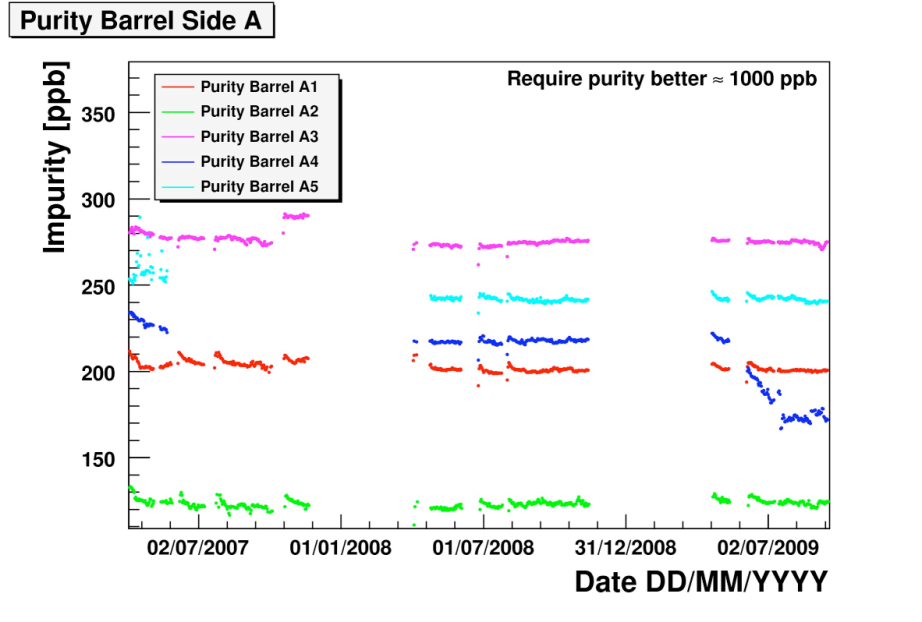 Purity Barrel Side A
Impurity [ppb]
350
300
250
200
150
Purity Barrel A1
Purity Barrel A2
Purity Barrel A3
Purity Barrel A4
Purity Barrel A5
Require purity better ≈ 1000 ppb
02/07/2007
01/01/2008
01/07/2008
31/12/2008
02/07/2009
Date DD/MM/YYYY